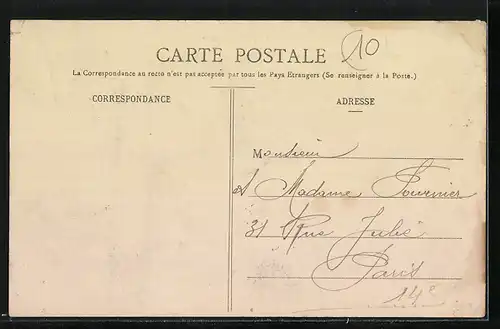 CARTE POSTALE
10
La Correspondance au recto n'est pas acceptée par tous les Pays Etrangers (Se renseigner à la Poste.)
CORRESPONDANCE
ADRESSE
Monsieur
et Madame Fournier
31 Rue Julie
Paris
14e